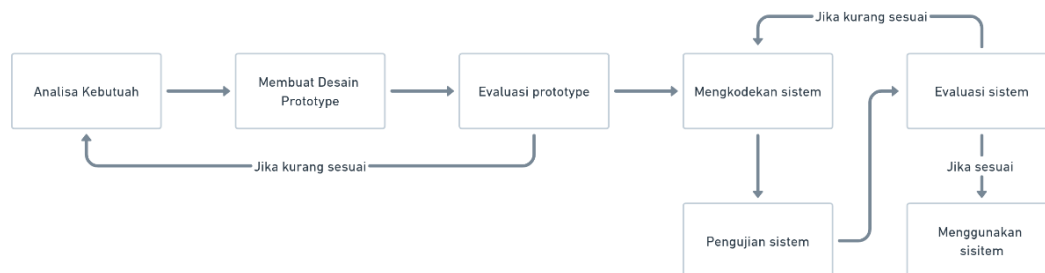 Jika kurang sesuai
Analisa Kebutuah
Membuat Desain
Prototype
Evaluasi prototype
Mengkodekan sistem
Evaluasi sistem
Jika kurang sesuai
Jika sesuai
Pengujian sistem
Menggunakan
sisitem